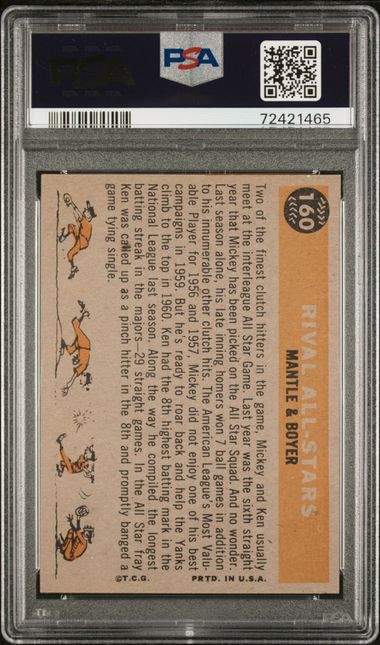 PSA
72421465
160
RIVAL ALL-STARS
MANTLE & BOYER
Two of the finest clutch hitters in the game, Mickey and Ken usually
meet at the interleague All Star Game. Last year was the sixth straight
year that Mickey has been picked on the All Star Squad. And no wonder.
Last season alone, his late inning homers won 7 ball games in addition
to his innumerable other clutch hits. The American League's Most Valu-
able Player for 1956 and 1957, Mickey did not enjoy one of his best
campaigns in 1959. But he's ready to roar back and help the Yanks
climb to the top in 1960. Ken had the 8th highest batting mark in the
National League last season. Along the way he compiled the longest
batting streak in the majors—29 straight games. In the All Star fray
Ken was called up as a pinch hitter in the 8th and promptly banged a
game tying single.
©T.C.G. PRTD. IN U.S.A.